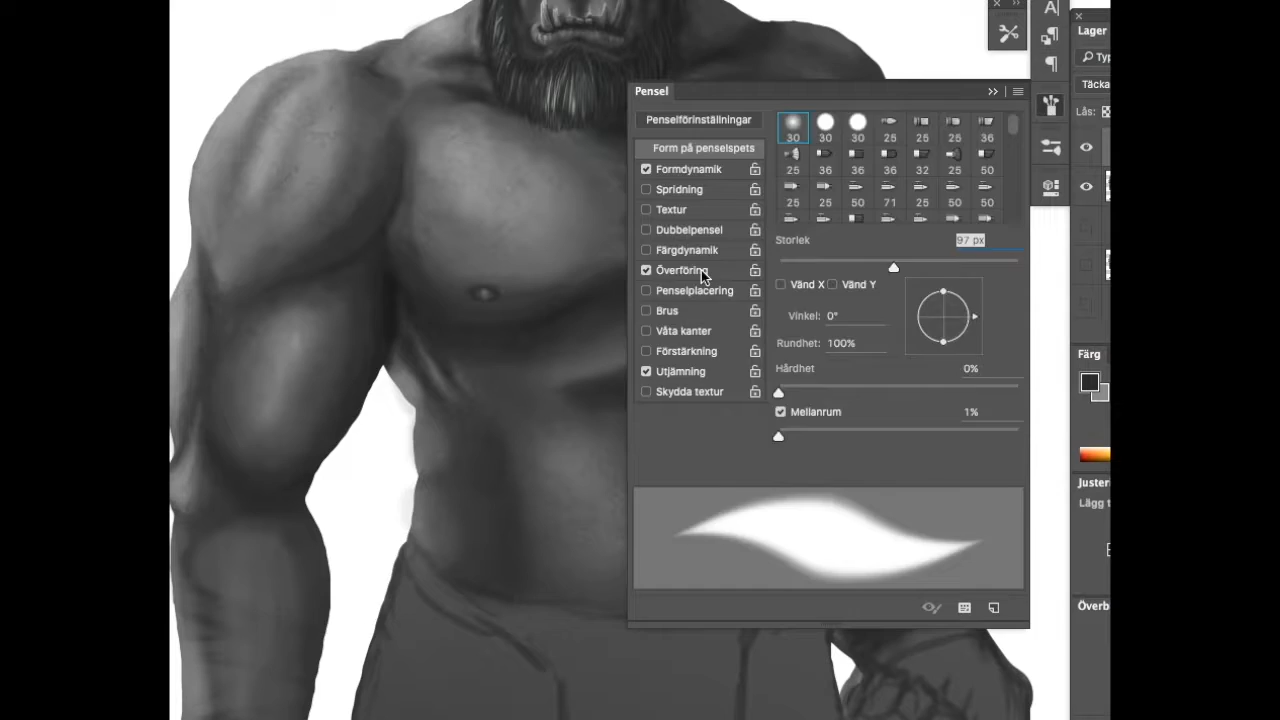 A|
Lager
Typ
Täcka
Lås:
Pensel
Penselförinställningar
Form på penselspets
Formdynamik
Spridning
Textur
Dubbelpensel
Färgdynamik
Överföring
Penselplacering
Brus
Våta kanter
Förstärkning
Utjämning
Skydda textur
30 30 30 25 25 25 36
25 36 36 36 32 25 50
25 25 50 71 25 50 50
Storlek 97 px
Vänd X Vänd Y
Vinkel: 0°
Rundhet: 100%
Hårdhet 0%
Mellanrum 1%
Färg
Juster
Lägg t
Överb